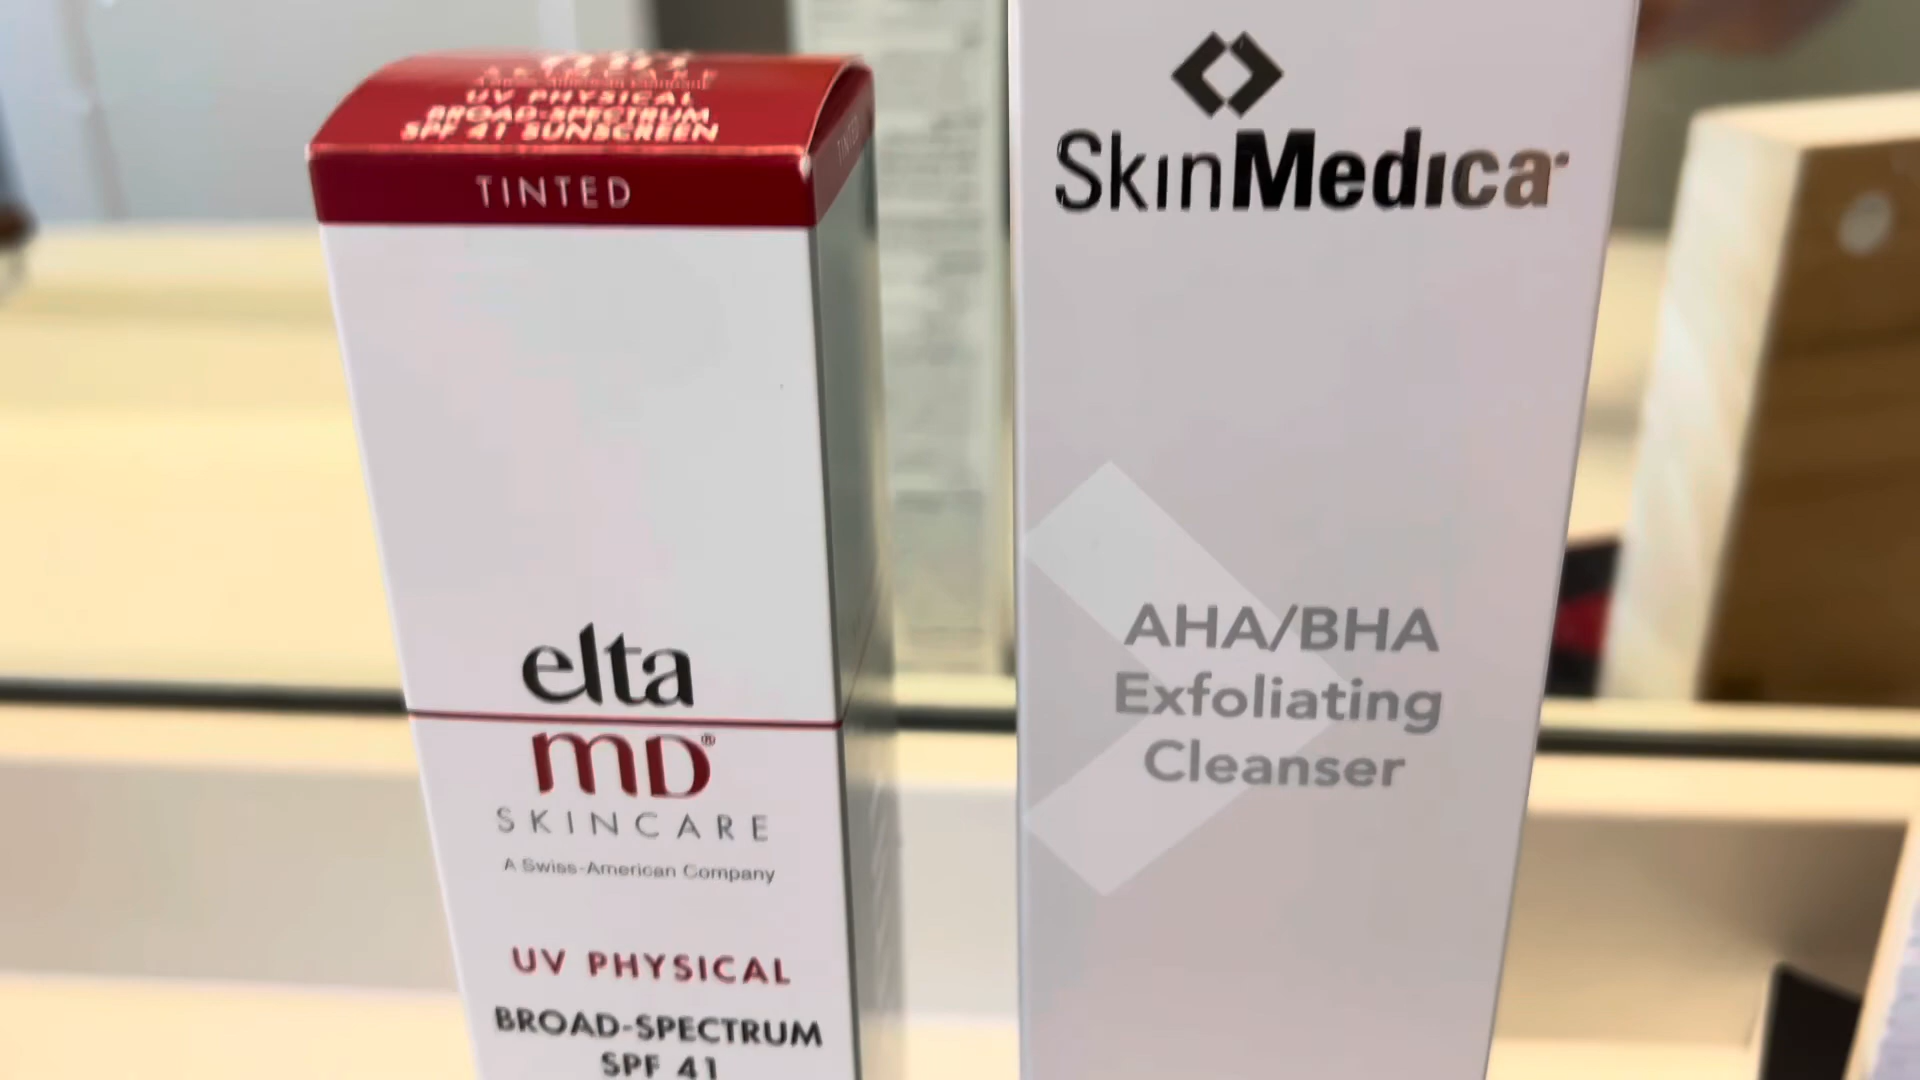 UV PHYSICAL
BROAD-SPECTRUM
SPF 41 SUNSCREEN
TINTED
TINTED
elta
MD®
SKINCARE
A Swiss-American Company
UV PHYSICAL
BROAD-SPECTRUM
SPF 41
SkinMedica
AHA/BHA
Exfoliating
Cleanser